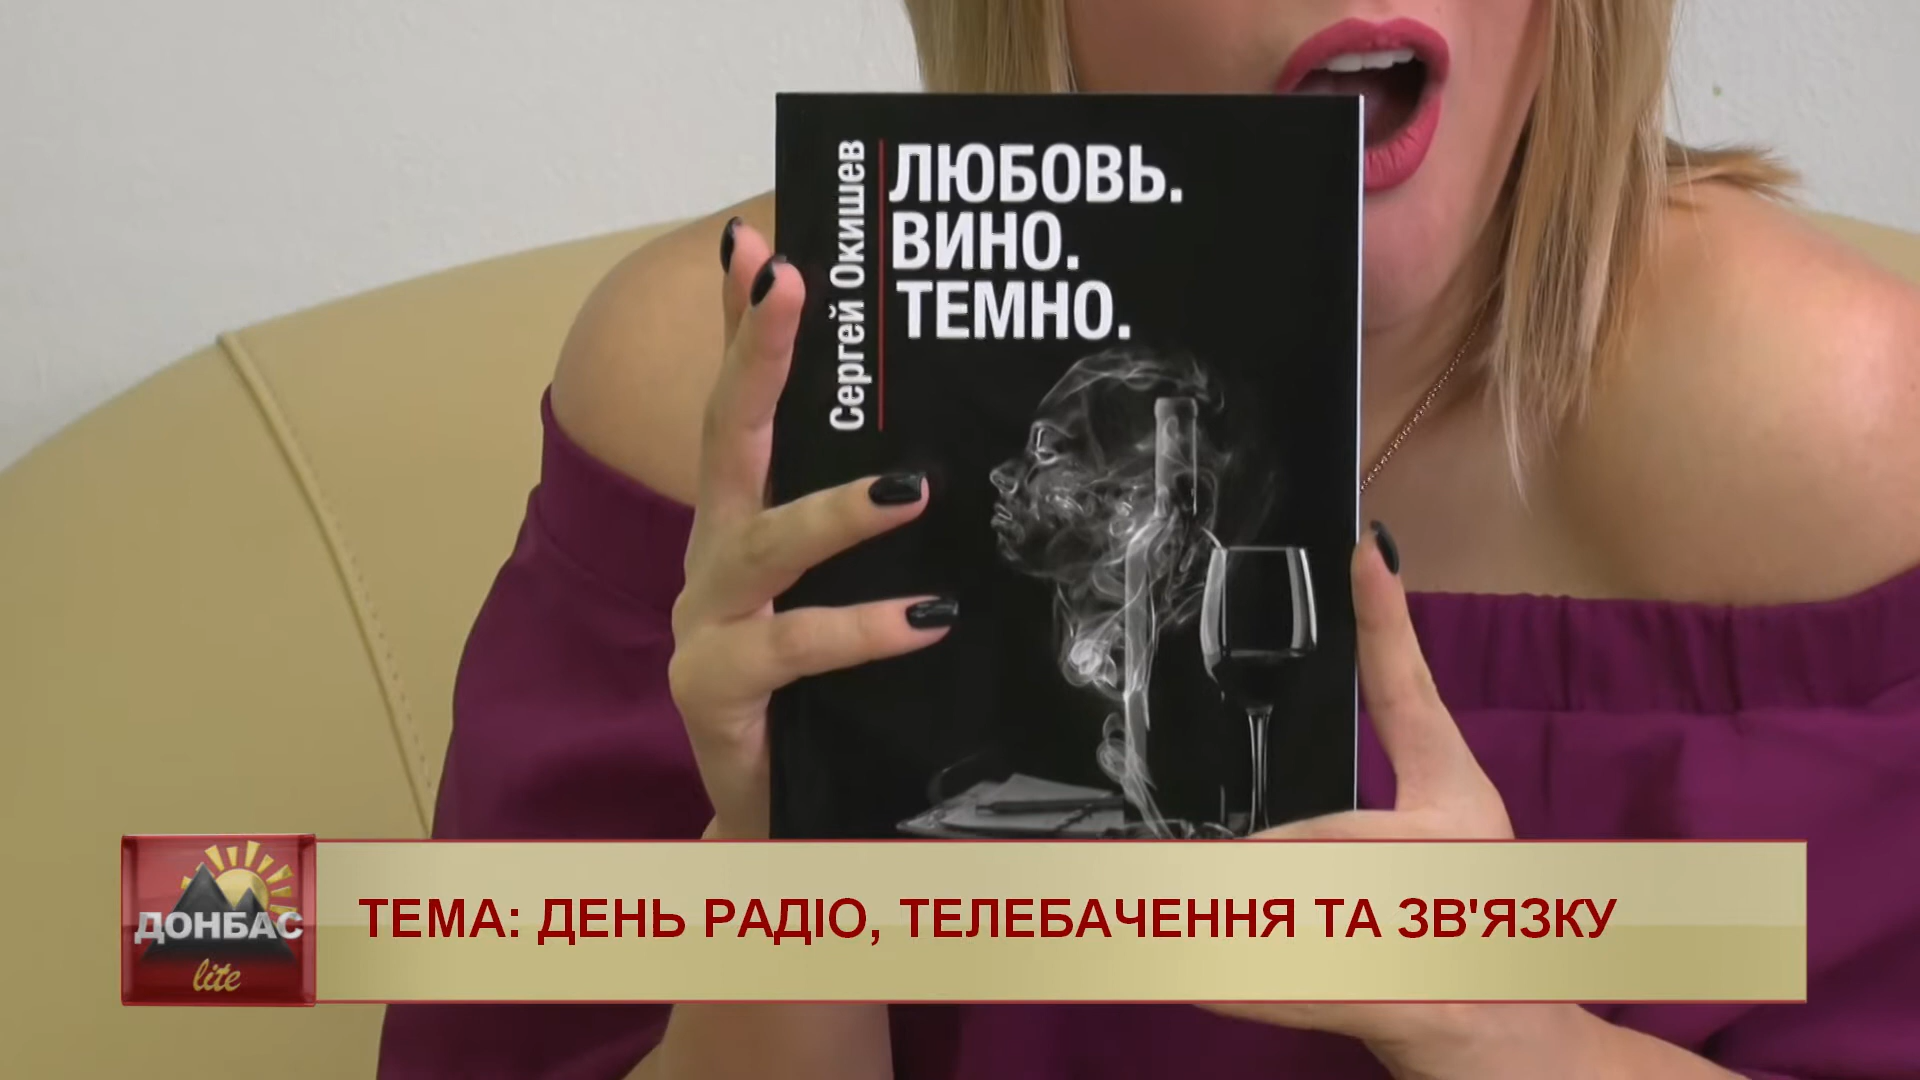 Сергей Окишев
ЛЮБОВЬ.
ВИНО.
ТЕМНО.
ДОНБАС
lite
ТЕМА: ДЕНЬ РАДІО, ТЕЛЕБАЧЕННЯ ТА ЗВ'ЯЗКУ